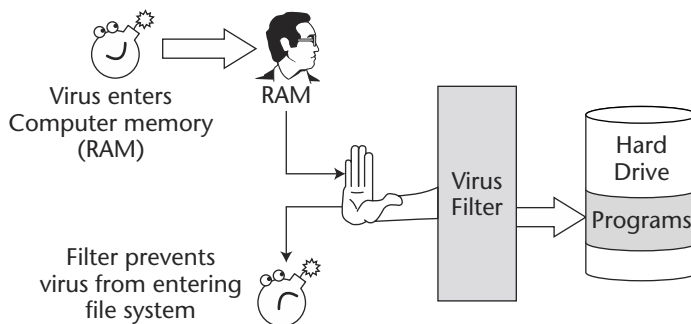 Virus enters
Computer memory
(RAM)
RAM
Virus
Filter
Hard
Drive
Programs
Filter prevents
virus from entering
file system